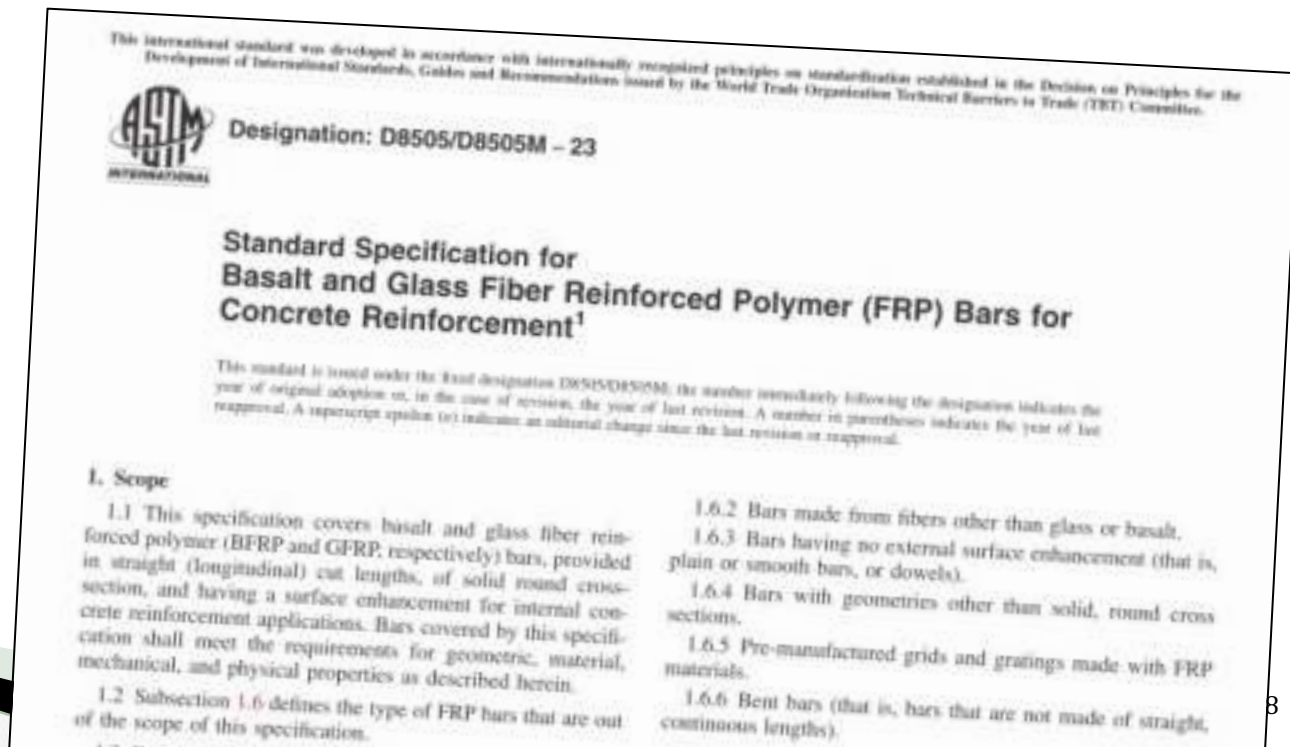 This international standard was developed in accordance with internationally recognized principles on standardization established in the Decision on Principles for the
Development of International Standards, Guides and Recommendations issued by the World Trade Organization Technical Barriers to Trade (TBT) Committee.
ASTM
INTERNATIONAL
Designation: D8505/D8505M – 23
Standard Specification for
Basalt and Glass Fiber Reinforced Polymer (FRP) Bars for
Concrete Reinforcement¹
This standard is issued under the fixed designation D8505/D8505M; the number immediately following the designation indicates the
year of original adoption or, in the case of revision, the year of last revision. A number in parentheses indicates the year of last
reapproval. A superscript epsilon (ε) indicates an editorial change since the last revision or reapproval.
1. Scope
1.1 This specification covers basalt and glass fiber rein-
forced polymer (BFRP and GFRP, respectively) bars, provided
in straight (longitudinal) cut lengths, of solid round cross-
section, and having a surface enhancement for internal con-
crete reinforcement applications. Bars covered by this specifi-
cation shall meet the requirements for geometric, material,
mechanical, and physical properties as described herein.
1.2 Subsection 1.6 defines the type of FRP bars that are out
of the scope of this specification.
1.6.2 Bars made from fibers other than glass or basalt.
1.6.3 Bars having no external surface enhancement (that is,
plain or smooth bars, or dowels).
1.6.4 Bars with geometries other than solid, round cross
sections.
1.6.5 Pre-manufactured grids and gratings made with FRP
materials.
1.6.6 Bent bars (that is, bars that are not made of straight,
continuous lengths).
8